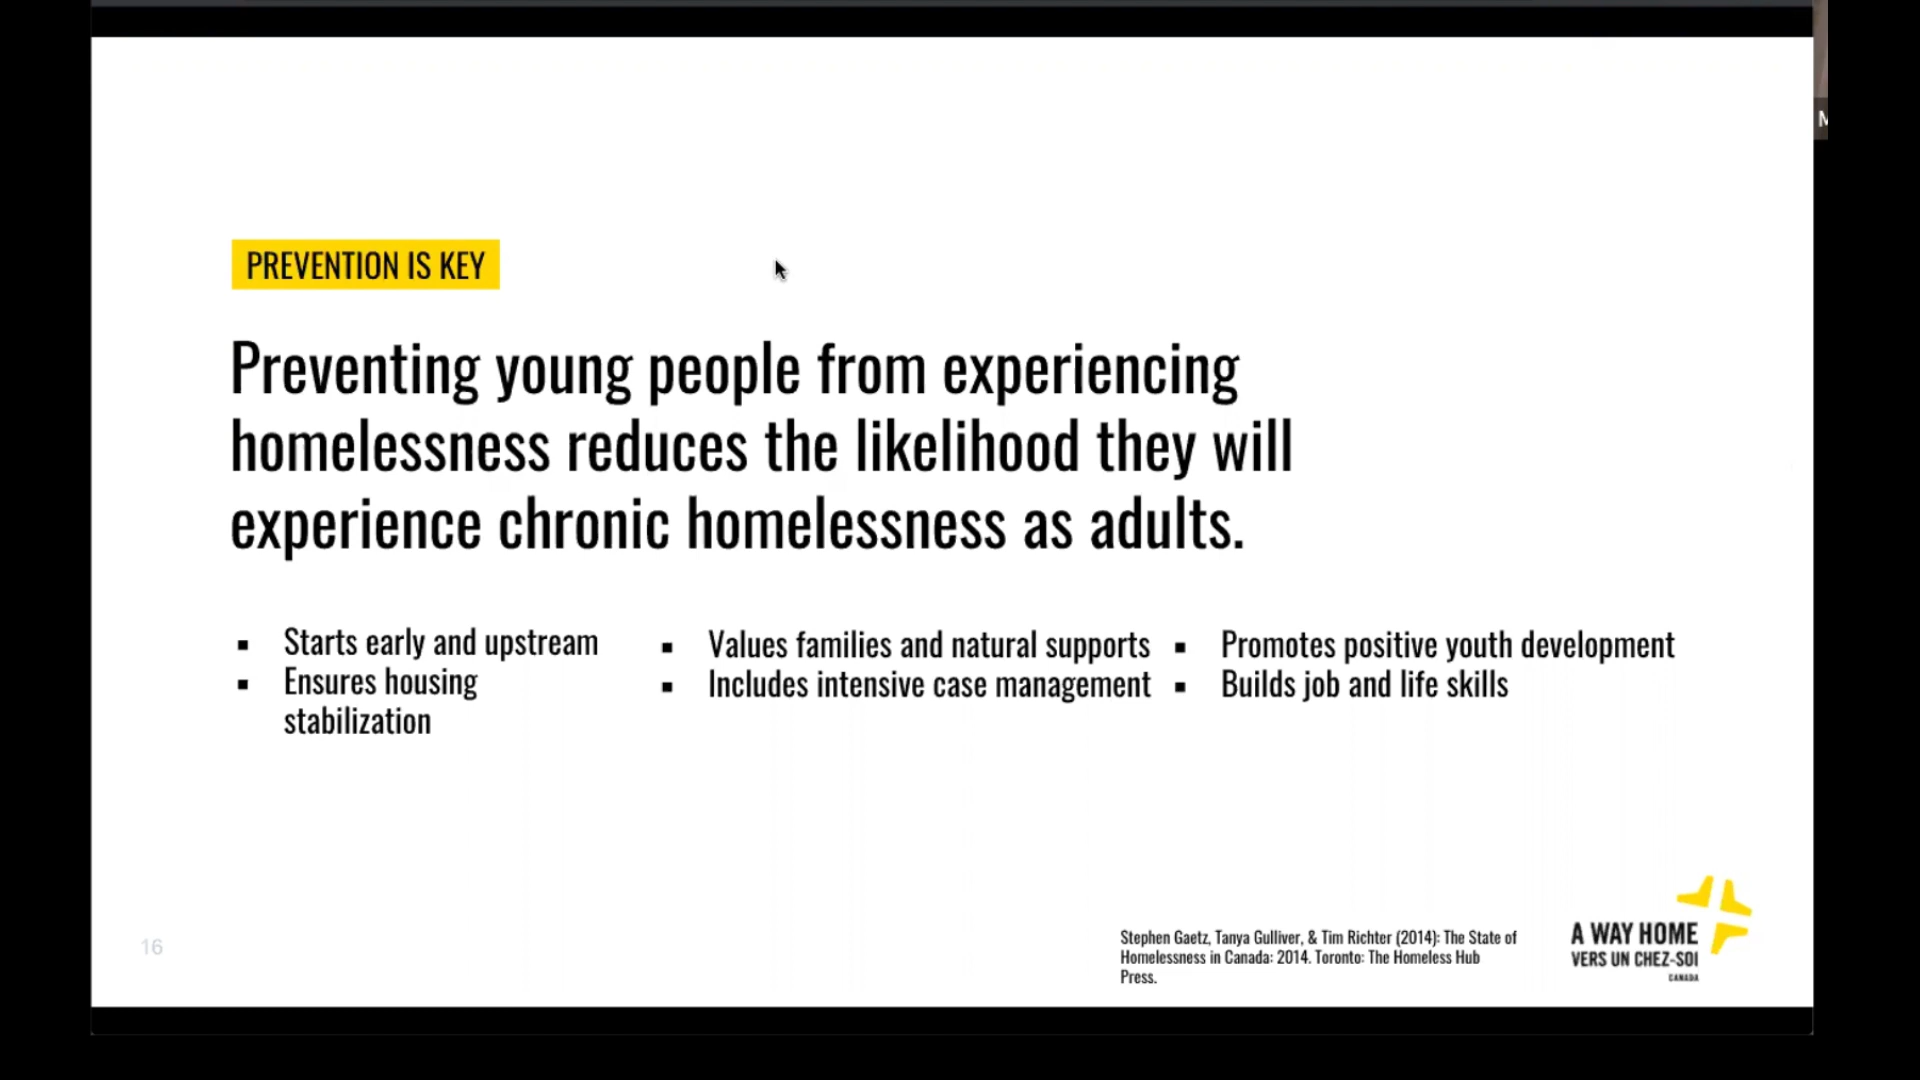 M
PREVENTION IS KEY
Preventing young people from experiencing
homelessness reduces the likelihood they will
experience chronic homelessness as adults.
▪ Starts early and upstream
▪ Ensures housing
stabilization
▪ Values families and natural supports
▪ Includes intensive case management
▪ Promotes positive youth development
▪ Builds job and life skills
16
Stephen Gaetz, Tanya Gulliver, & Tim Richter (2014): The State of
Homelessness in Canada: 2014. Toronto: The Homeless Hub
Press.
A WAY HOME
VERS UN CHEZ-SOI
CANADA